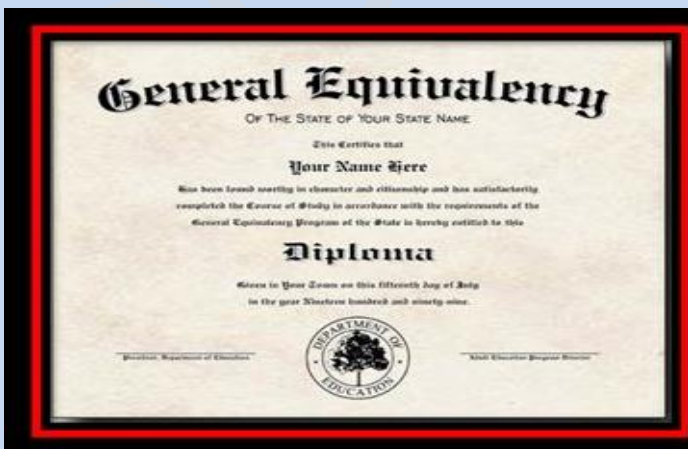 General Equivalency
OF THE STATE OF YOUR STATE NAME
This Certifies that
Your Name Here
Has been found worthy in character and citizenship and has satisfactorily
completed the Course of Study in accordance with the requirements of the
General Equivalency Program of the State is hereby entitled to this
Diploma
Given in Your Town on this fifteenth day of July
in the year Nineteen hundred and ninety-nine.
DEPARTMENT OF
EDUCATION
President, Department of Education
Adult Education Program Director